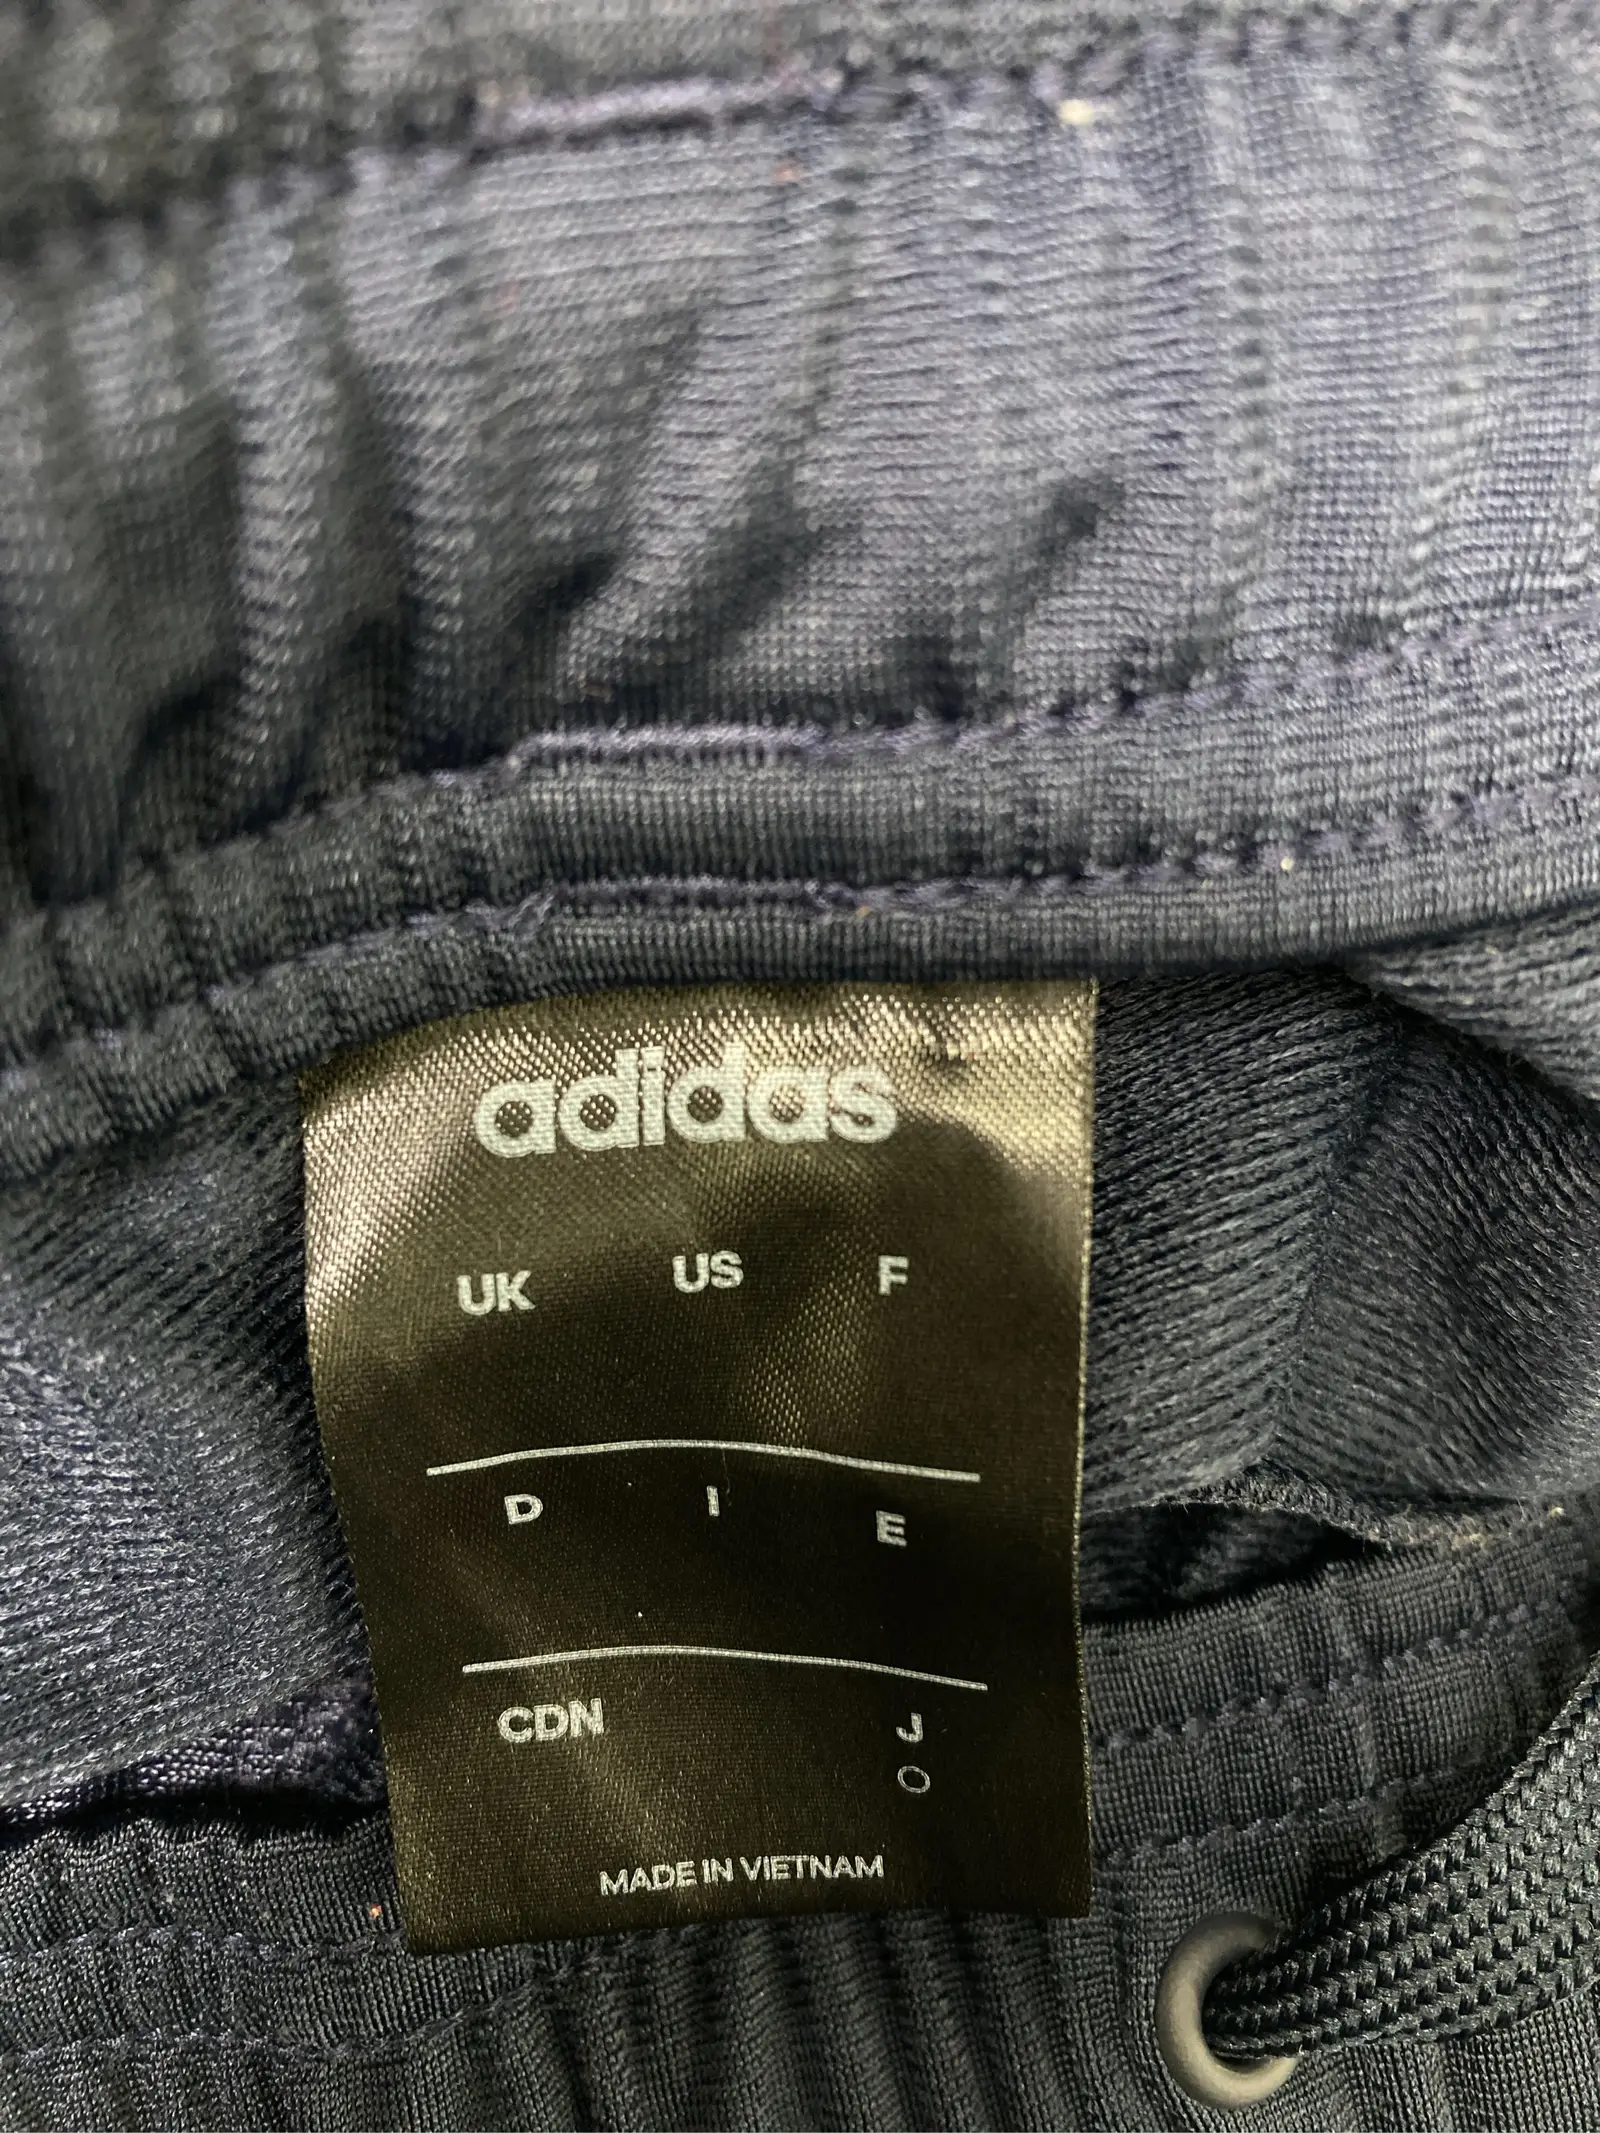 adidas
UK US F
D I E
CDN J
O
MADE IN VIETNAM